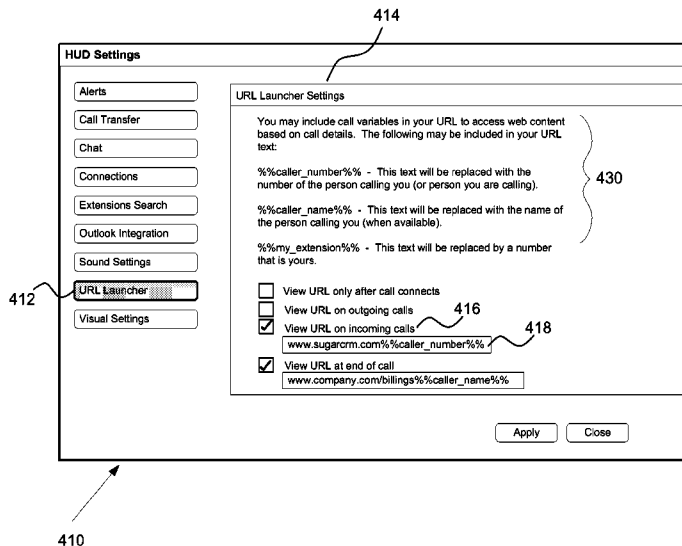 414
HUD Settings
Alerts
Call Transfer
Chat
Connections
Extensions Search
Outlook Integration
Sound Settings
URL Launcher
Visual Settings
412
URL Launcher Settings
You may include call variables in your URL to access web content
based on call details. The following may be included in your URL
text:
%%caller_number%% - This text will be replaced with the
number of the person calling you (or person you are calling).
%%caller_name%% - This text will be replaced with the name of
the person calling you (when available).
%%my_extension%% - This text will be replaced by a number
that is yours.
430
View URL only after call connects
View URL on outgoing calls
View URL on incoming calls
416
www.sugarcrm.com%%caller_number%%
418
View URL at end of call
www.company.com/billings%%caller_name%%
Apply
Close
410